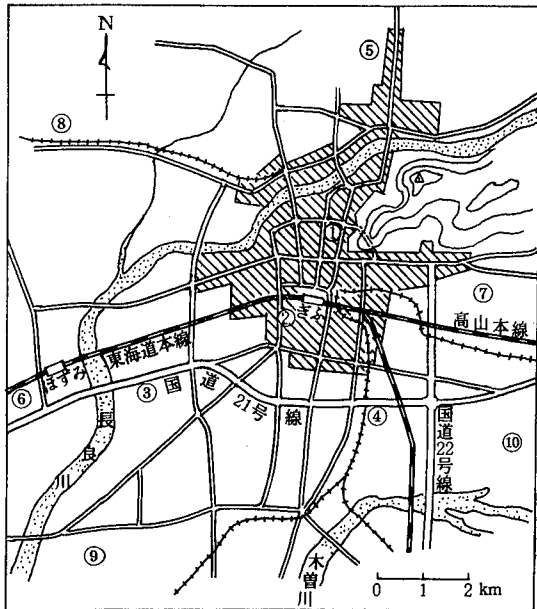 N
⑤
⑧
①
⑦
高山本線
②
ぎふ
東海道本線
ほずみ
⑥
③
国道21号線
④
国道22号線
⑩
長良川
⑨
木曽川
0 1 2 km